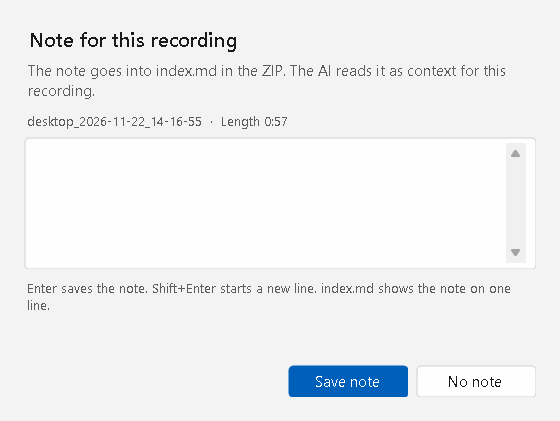 Note for this recording
The note goes into index.md in the ZIP. The AI reads it as context for this
recording.
desktop_2026-11-22_14-16-55 · Length 0:57
Enter saves the note. Shift+Enter starts a new line. index.md shows the note on one
line.
Save note
No note